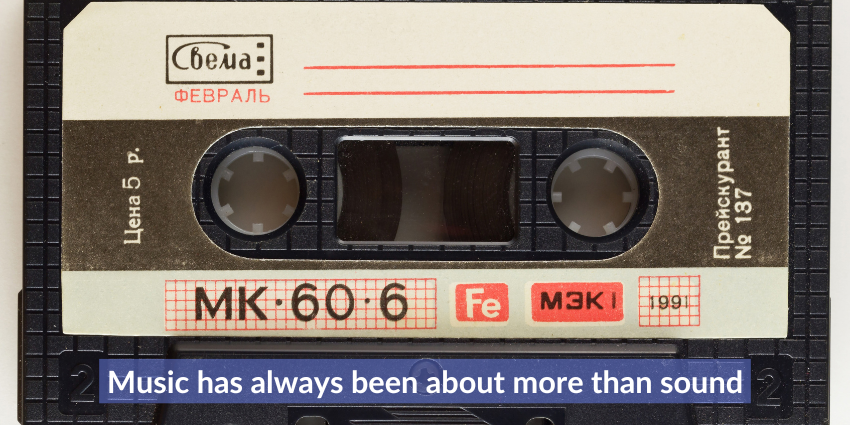 Свема
ФЕВРАЛЬ
Цена 5 р.
Прейскурант
№ 137
МК·60·6
Fe
МЭК I
1991
2
2
Music has always been about more than sound